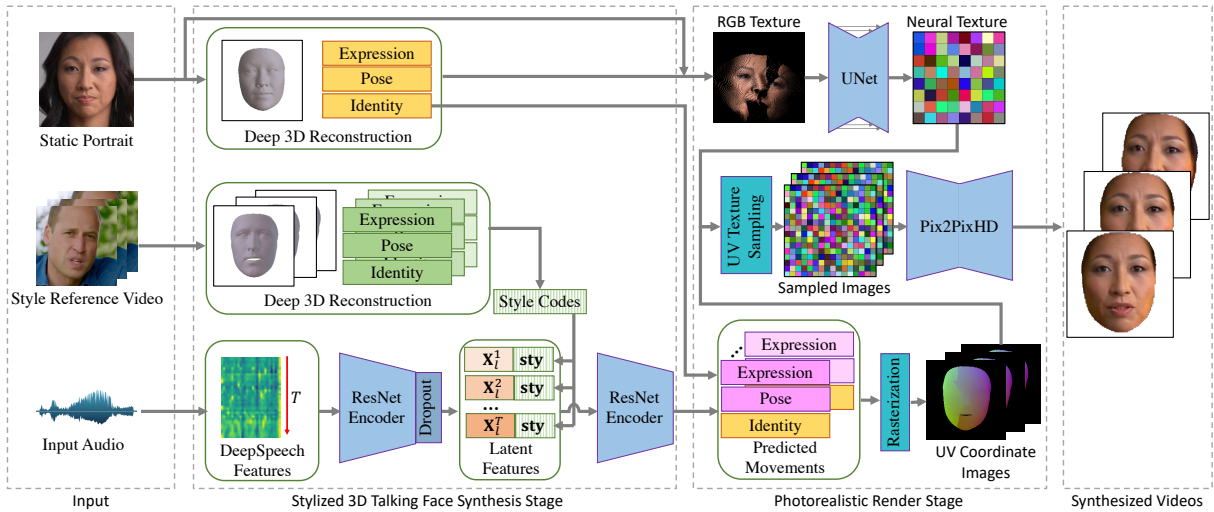 Static Portrait
Style Reference Video
Input Audio
Input
Expression
Pose
Identity
Deep 3D Reconstruction
Expression
Pose
Identity
Deep 3D Reconstruction
Style Codes
T
DeepSpeech
Features
ResNet
Encoder
Dropout
X_l^1 sty
X_l^2 sty
...
X_l^T sty
Latent
Features
ResNet
Encoder
Stylized 3D Talking Face Synthesis Stage
RGB Texture
UNet
Neural Texture
UV Texture
Sampling
Sampled Images
Pix2PixHD
Expression
Expression
Pose
Identity
Predicted
Movements
Rasterization
UV Coordinate
Images
Photorealistic Render Stage
Synthesized Videos